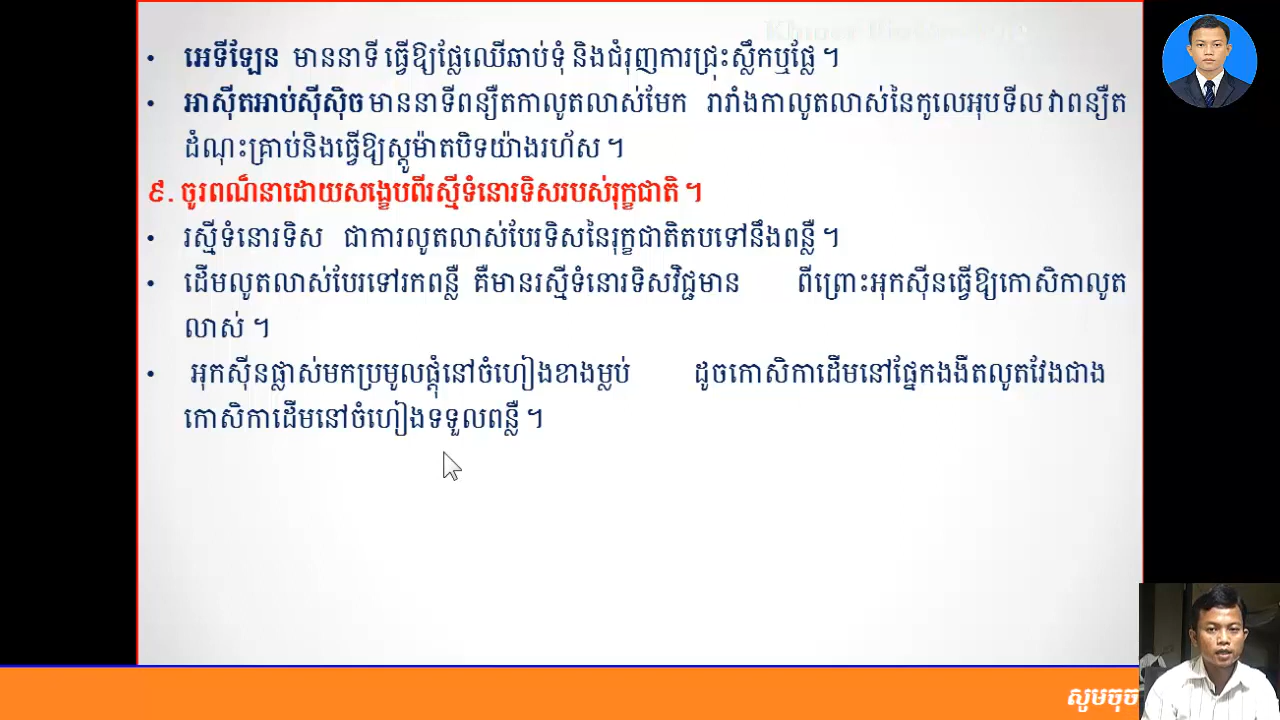 • អេទីឡែន មាននាទី ធ្វើឱ្យផ្លែឈើឆាប់ទុំ និងជំរុញការជ្រុះស្លឹកឬផ្លែ ។
• អាស៊ីតអាប់ស៊ីស៊ិច មាននាទីពន្យឺតកាលូតលាស់មែក រារាំងកាលូតលាស់នៃកូលេអុបទីល វាពន្យឺត
ដំណុះគ្រាប់និងធ្វើឱ្យស្តូម៉ាតបិទយ៉ាងរហ័ស ។
៩. ចូរពណ៌នាដោយសង្ខេបពីរស្មីទំនោរទិសរបស់រុក្ខជាតិ ។
• រស្មីទំនោរទិស ជាការលូតលាស់បែរទិសនៃរុក្ខជាតិតបទៅនឹងពន្លឺ ។
• ដើមលូតលាស់បែរទៅរកពន្លឺ គឺមានរស្មីទំនោរទិសវិជ្ជមាន ពីព្រោះអុកស៊ីនធ្វើឱ្យកោសិកាលូត
លាស់ ។
• អុកស៊ីនផ្លាស់មកប្រមូលផ្តុំនៅចំហៀងខាងម្លប់ ដូចកោសិកាដើមនៅផ្នែកងងឹតលូតវែងជាង
កោសិកាដើមនៅចំហៀងទទួលពន្លឺ ។
សូមចុច